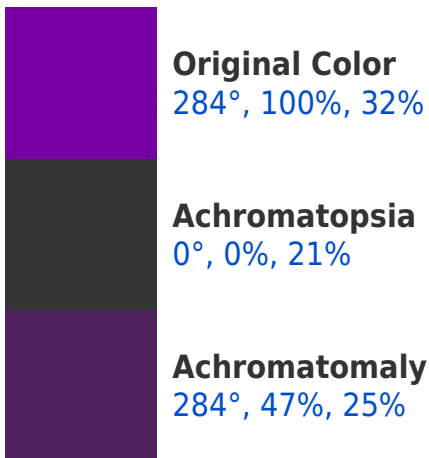 Original Color
284°, 100%, 32%
Achromatopsia
0°, 0%, 21%
Achromatomaly
284°, 47%, 25%